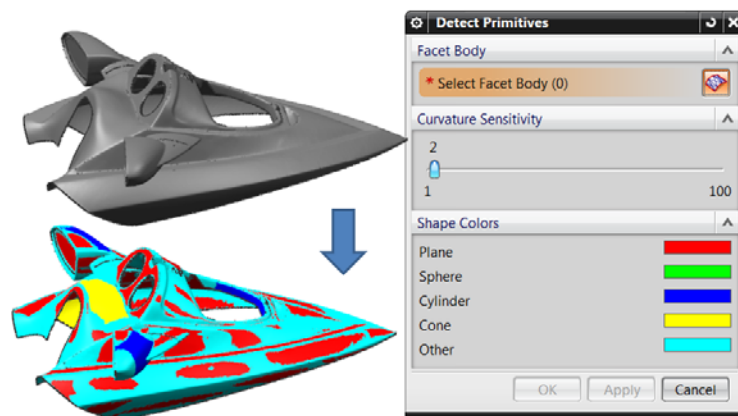 Detect Primitives
Facet Body
* Select Facet Body (0)
Curvature Sensitivity
2
1 100
Shape Colors
Plane
Sphere
Cylinder
Cone
Other
OK Apply Cancel